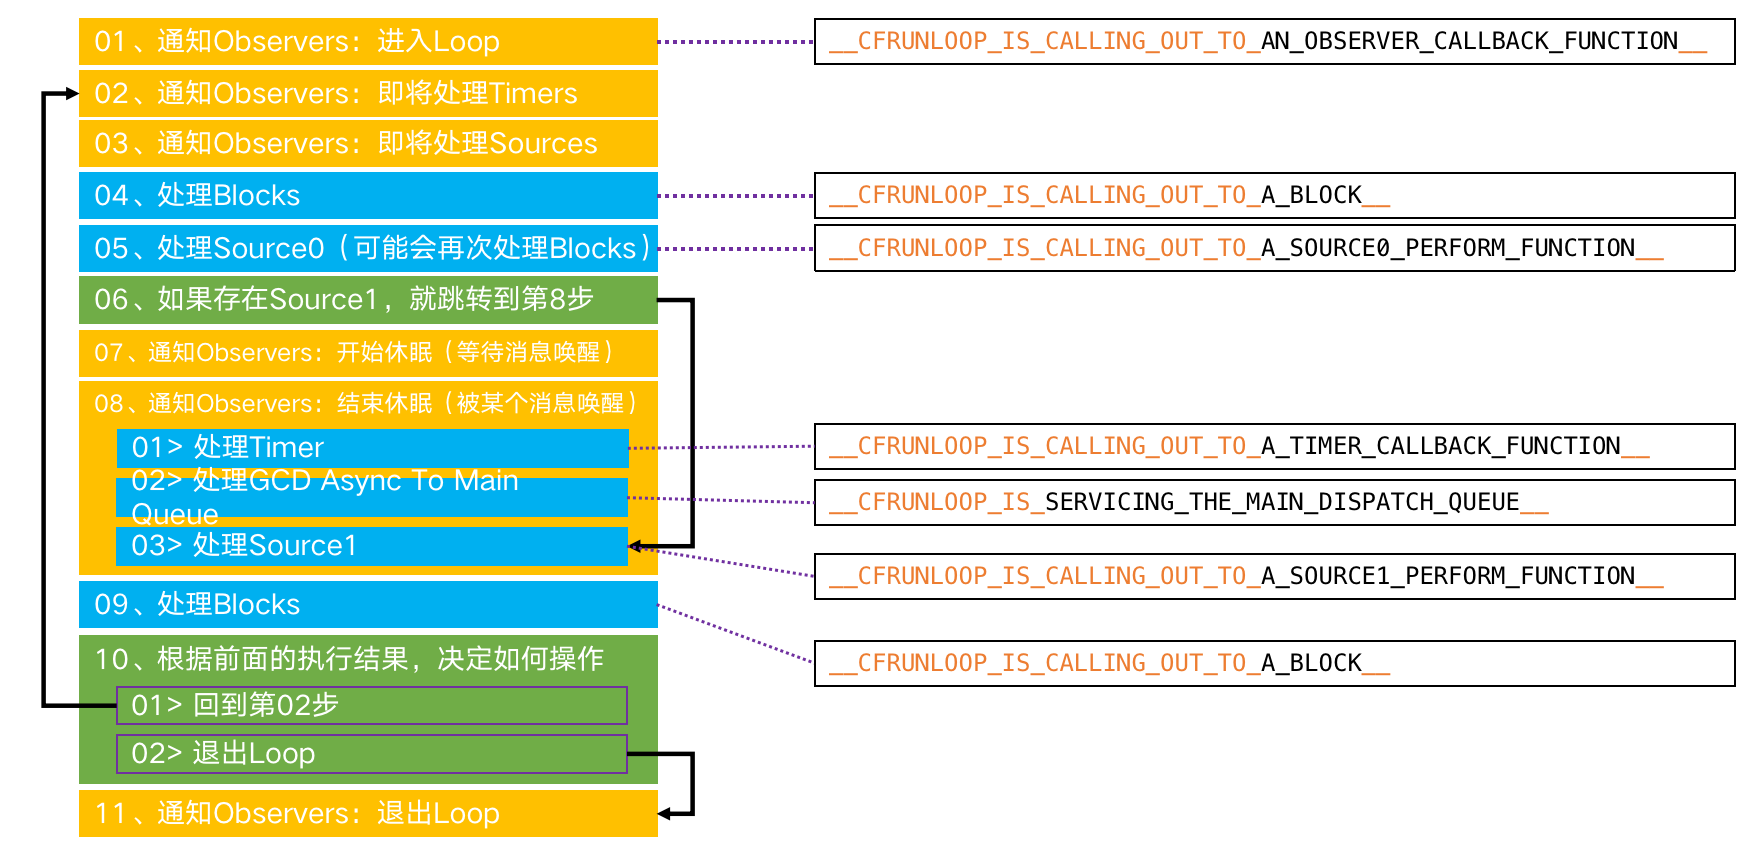 01、通知Observers：进入Loop
__CFRUNLOOP_IS_CALLING_OUT_TO_AN_OBSERVER_CALLBACK_FUNCTION__
02、通知Observers：即将处理Timers
03、通知Observers：即将处理Sources
04、处理Blocks
__CFRUNLOOP_IS_CALLING_OUT_TO_A_BLOCK__
05、处理Source0（可能会再次处理Blocks）
__CFRUNLOOP_IS_CALLING_OUT_TO_A_SOURCE0_PERFORM_FUNCTION__
06、如果存在Source1，就跳转到第8步
07、通知Observers：开始休眠（等待消息唤醒）
08、通知Observers：结束休眠（被某个消息唤醒）
01> 处理Timer
__CFRUNLOOP_IS_CALLING_OUT_TO_A_TIMER_CALLBACK_FUNCTION__
02> 处理GCD Async To Main
Queue
__CFRUNLOOP_IS_SERVICING_THE_MAIN_DISPATCH_QUEUE__
03> 处理Source1
__CFRUNLOOP_IS_CALLING_OUT_TO_A_SOURCE1_PERFORM_FUNCTION__
09、处理Blocks
__CFRUNLOOP_IS_CALLING_OUT_TO_A_BLOCK__
10、根据前面的执行结果，决定如何操作
01> 回到第02步
02> 退出Loop
11、通知Observers：退出Loop